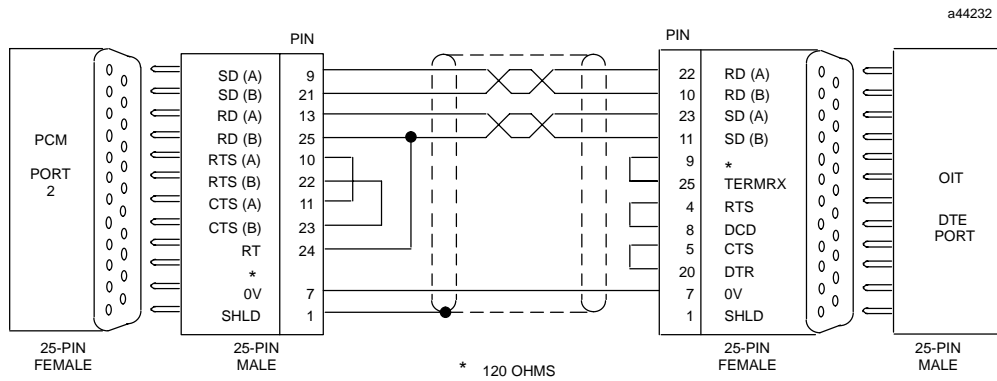 a44232
PIN
PIN
PCM
PORT
2
SD (A) 9
SD (B) 21
RD (A) 13
RD (B) 25
RTS (A) 10
RTS (B) 22
CTS (A) 11
CTS (B) 23
RT 24
*
0V 7
SHLD 1
22 RD (A)
10 RD (B)
23 SD (A)
11 SD (B)
9 *
25 TERMRX
4 RTS
8 DCD
5 CTS
20 DTR
7 0V
1 SHLD
OIT
DTE
PORT
25-PIN
FEMALE
25-PIN
MALE
* 120 OHMS
25-PIN
FEMALE
25-PIN
MALE